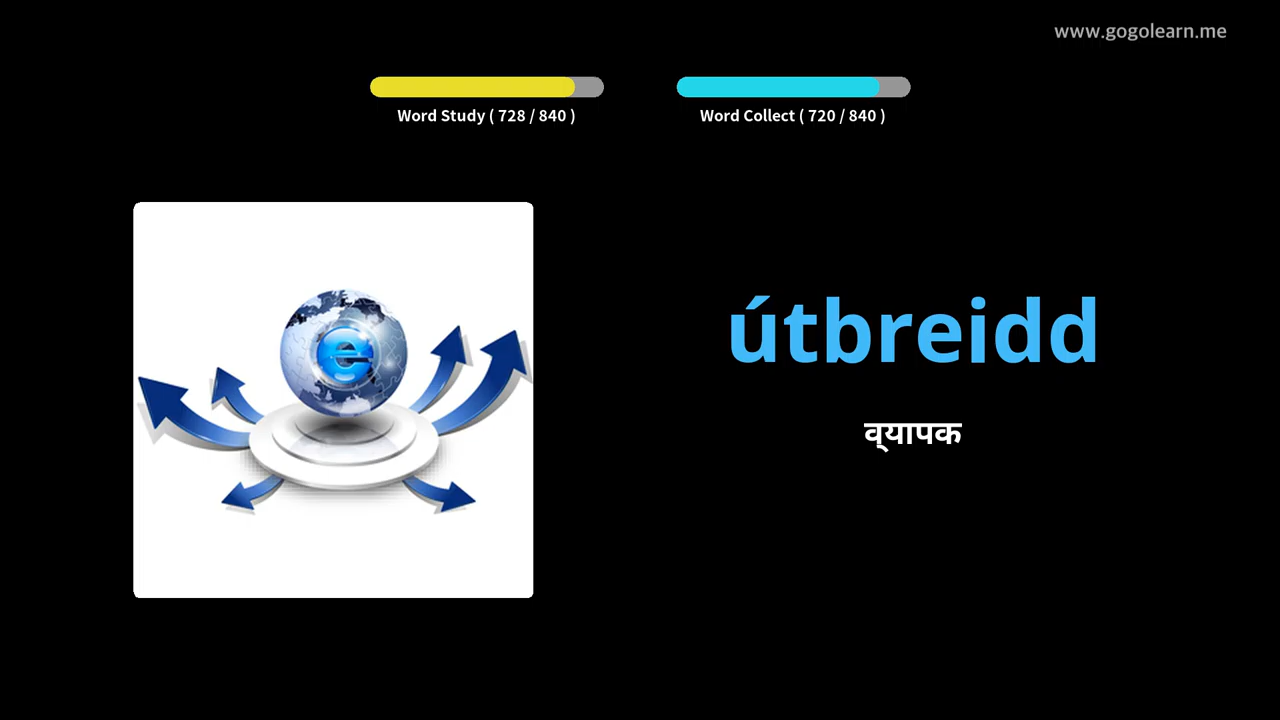 www.gogolearn.me
Word Study ( 728 / 840 )
Word Collect ( 720 / 840 )
e
útbreidd
व्यापक